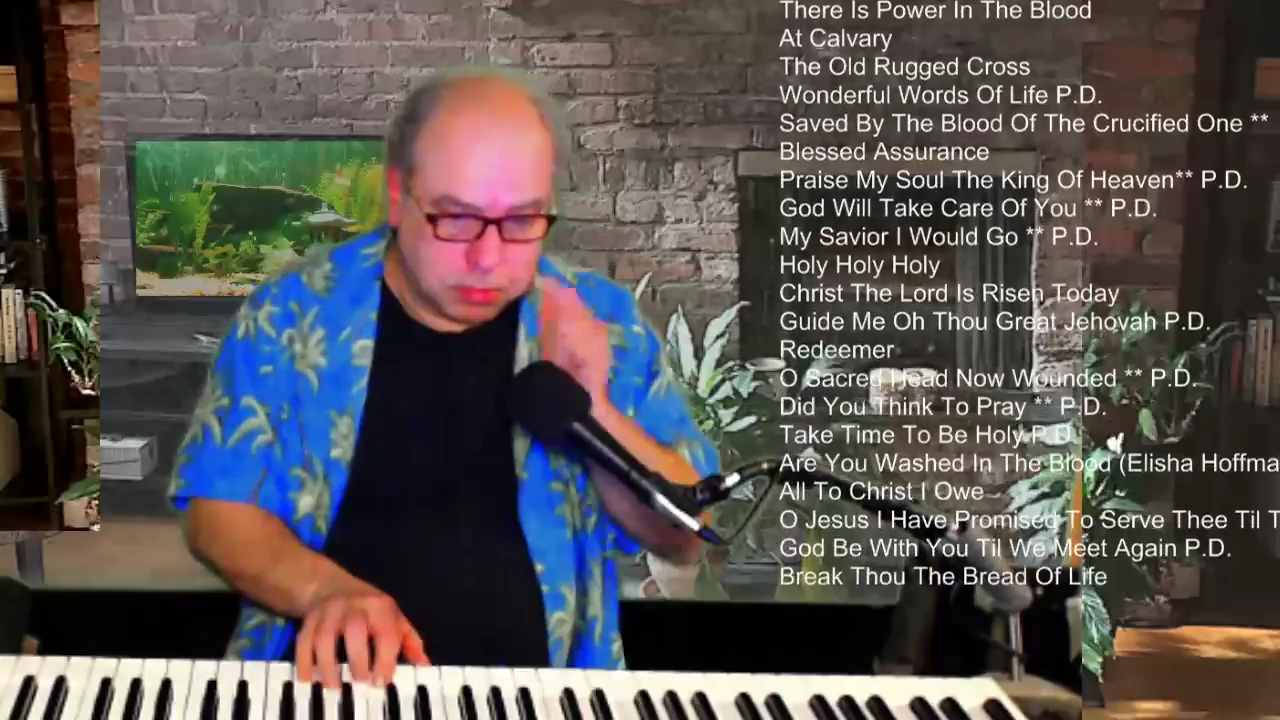 There Is Power In The Blood
At Calvary
The Old Rugged Cross
Wonderful Words Of Life P.D.
Saved By The Blood Of The Crucified One **
Blessed Assurance
Praise My Soul The King Of Heaven** P.D.
God Will Take Care Of You ** P.D.
My Savior I Would Go ** P.D.
Holy Holy Holy
Christ The Lord Is Risen Today
Guide Me Oh Thou Great Jehovah P.D.
Redeemer
O Sacred Head Now Wounded ** P.D.
Did You Think To Pray ** P.D.
Take Time To Be Holy P.D.
Are You Washed In The Blood (Elisha Hoffma
All To Christ I Owe
O Jesus I Have Promised To Serve Thee Til T
God Be With You Til We Meet Again P.D.
Break Thou The Bread Of Life